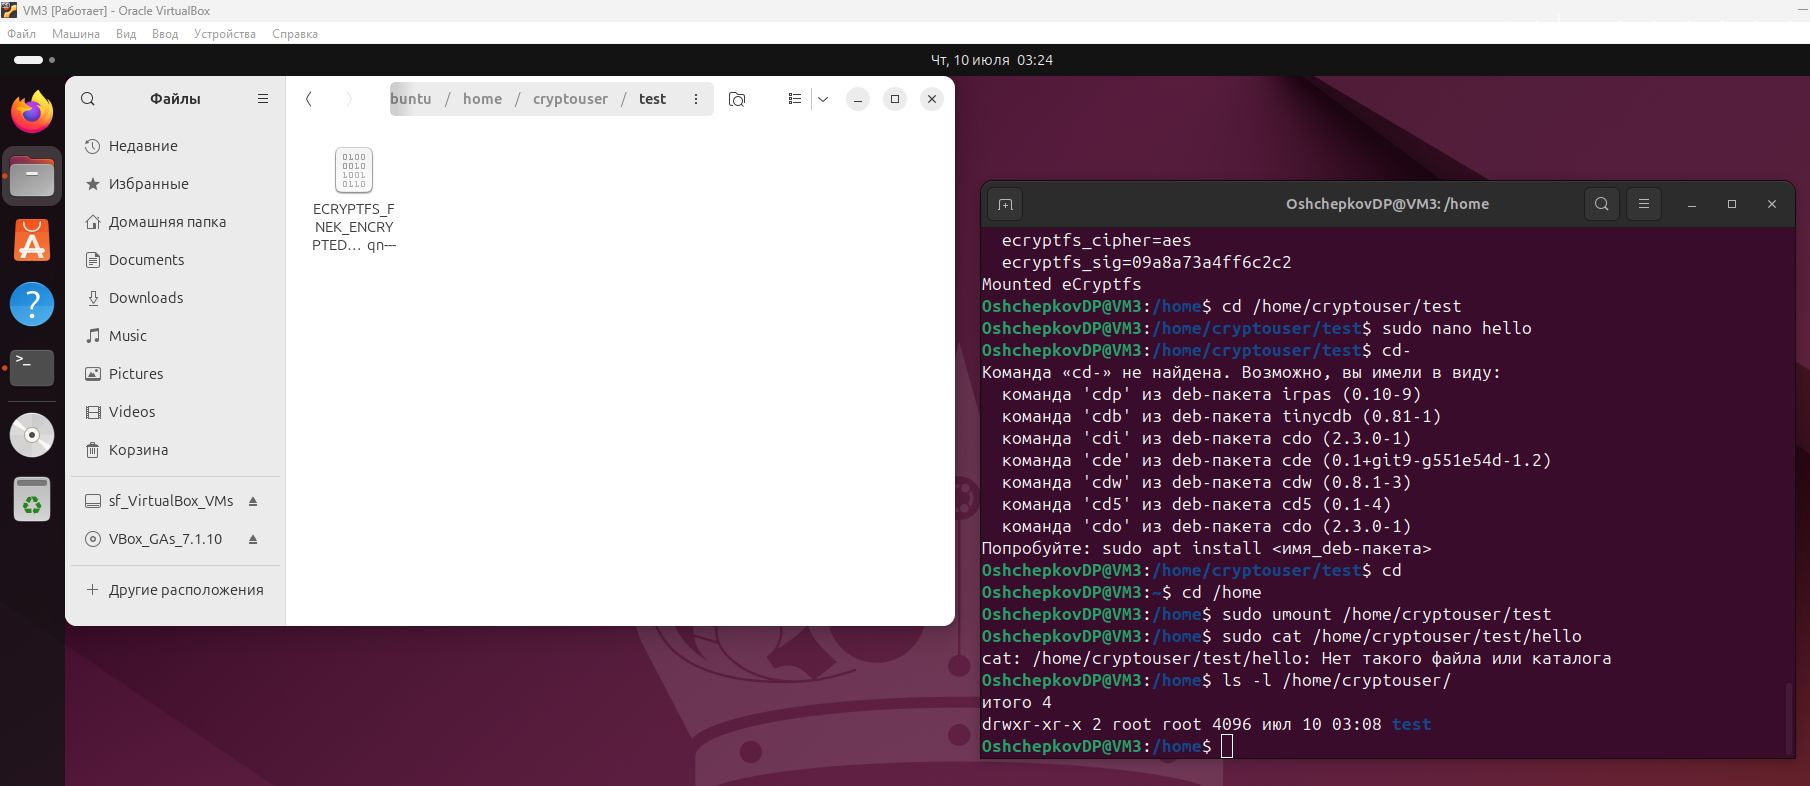 VM3 [Работает] - Oracle VirtualBox
Файл Машина Вид Ввод Устройства Справка
Чт, 10 июля 03:24
Файлы
buntu / home / cryptouser / test
Недавние
Избранные
Домашняя папка
Documents
Downloads
Music
Pictures
Videos
Корзина
sf_VirtualBox_VMs
VBox_GAs_7.1.10
+ Другие расположения
0100
0010
1001
0110
ECRYPTFS_F
NEK_ENCRY
PTED… qn---
OshchepkovDP@VM3: /home
ecryptfs_cipher=aes
ecryptfs_sig=09a8a73a4ff6c2c2
Mounted eCryptfs
OshchepkovDP@VM3:/home$ cd /home/cryptouser/test
OshchepkovDP@VM3:/home/cryptouser/test$ sudo nano hello
OshchepkovDP@VM3:/home/cryptouser/test$ cd-
Команда «cd-» не найдена. Возможно, вы имели в виду:
команда 'cdp' из deb-пакета irpas (0.10-9)
команда 'cdb' из deb-пакета tinycdb (0.81-1)
команда 'cdi' из deb-пакета cdo (2.3.0-1)
команда 'cde' из deb-пакета cde (0.1+git9-g551e54d-1.2)
команда 'cdw' из deb-пакета cdw (0.8.1-3)
команда 'cd5' из deb-пакета cd5 (0.1-4)
команда 'cdo' из deb-пакета cdo (2.3.0-1)
Попробуйте: sudo apt install <имя_deb-пакета>
OshchepkovDP@VM3:/home/cryptouser/test$ cd
OshchepkovDP@VM3:~$ cd /home
OshchepkovDP@VM3:/home$ sudo umount /home/cryptouser/test
OshchepkovDP@VM3:/home$ sudo cat /home/cryptouser/test/hello
cat: /home/cryptouser/test/hello: Нет такого файла или каталога
OshchepkovDP@VM3:/home$ ls -l /home/cryptouser/
итого 4
drwxr-xr-x 2 root root 4096 июл 10 03:08 test
OshchepkovDP@VM3:/home$